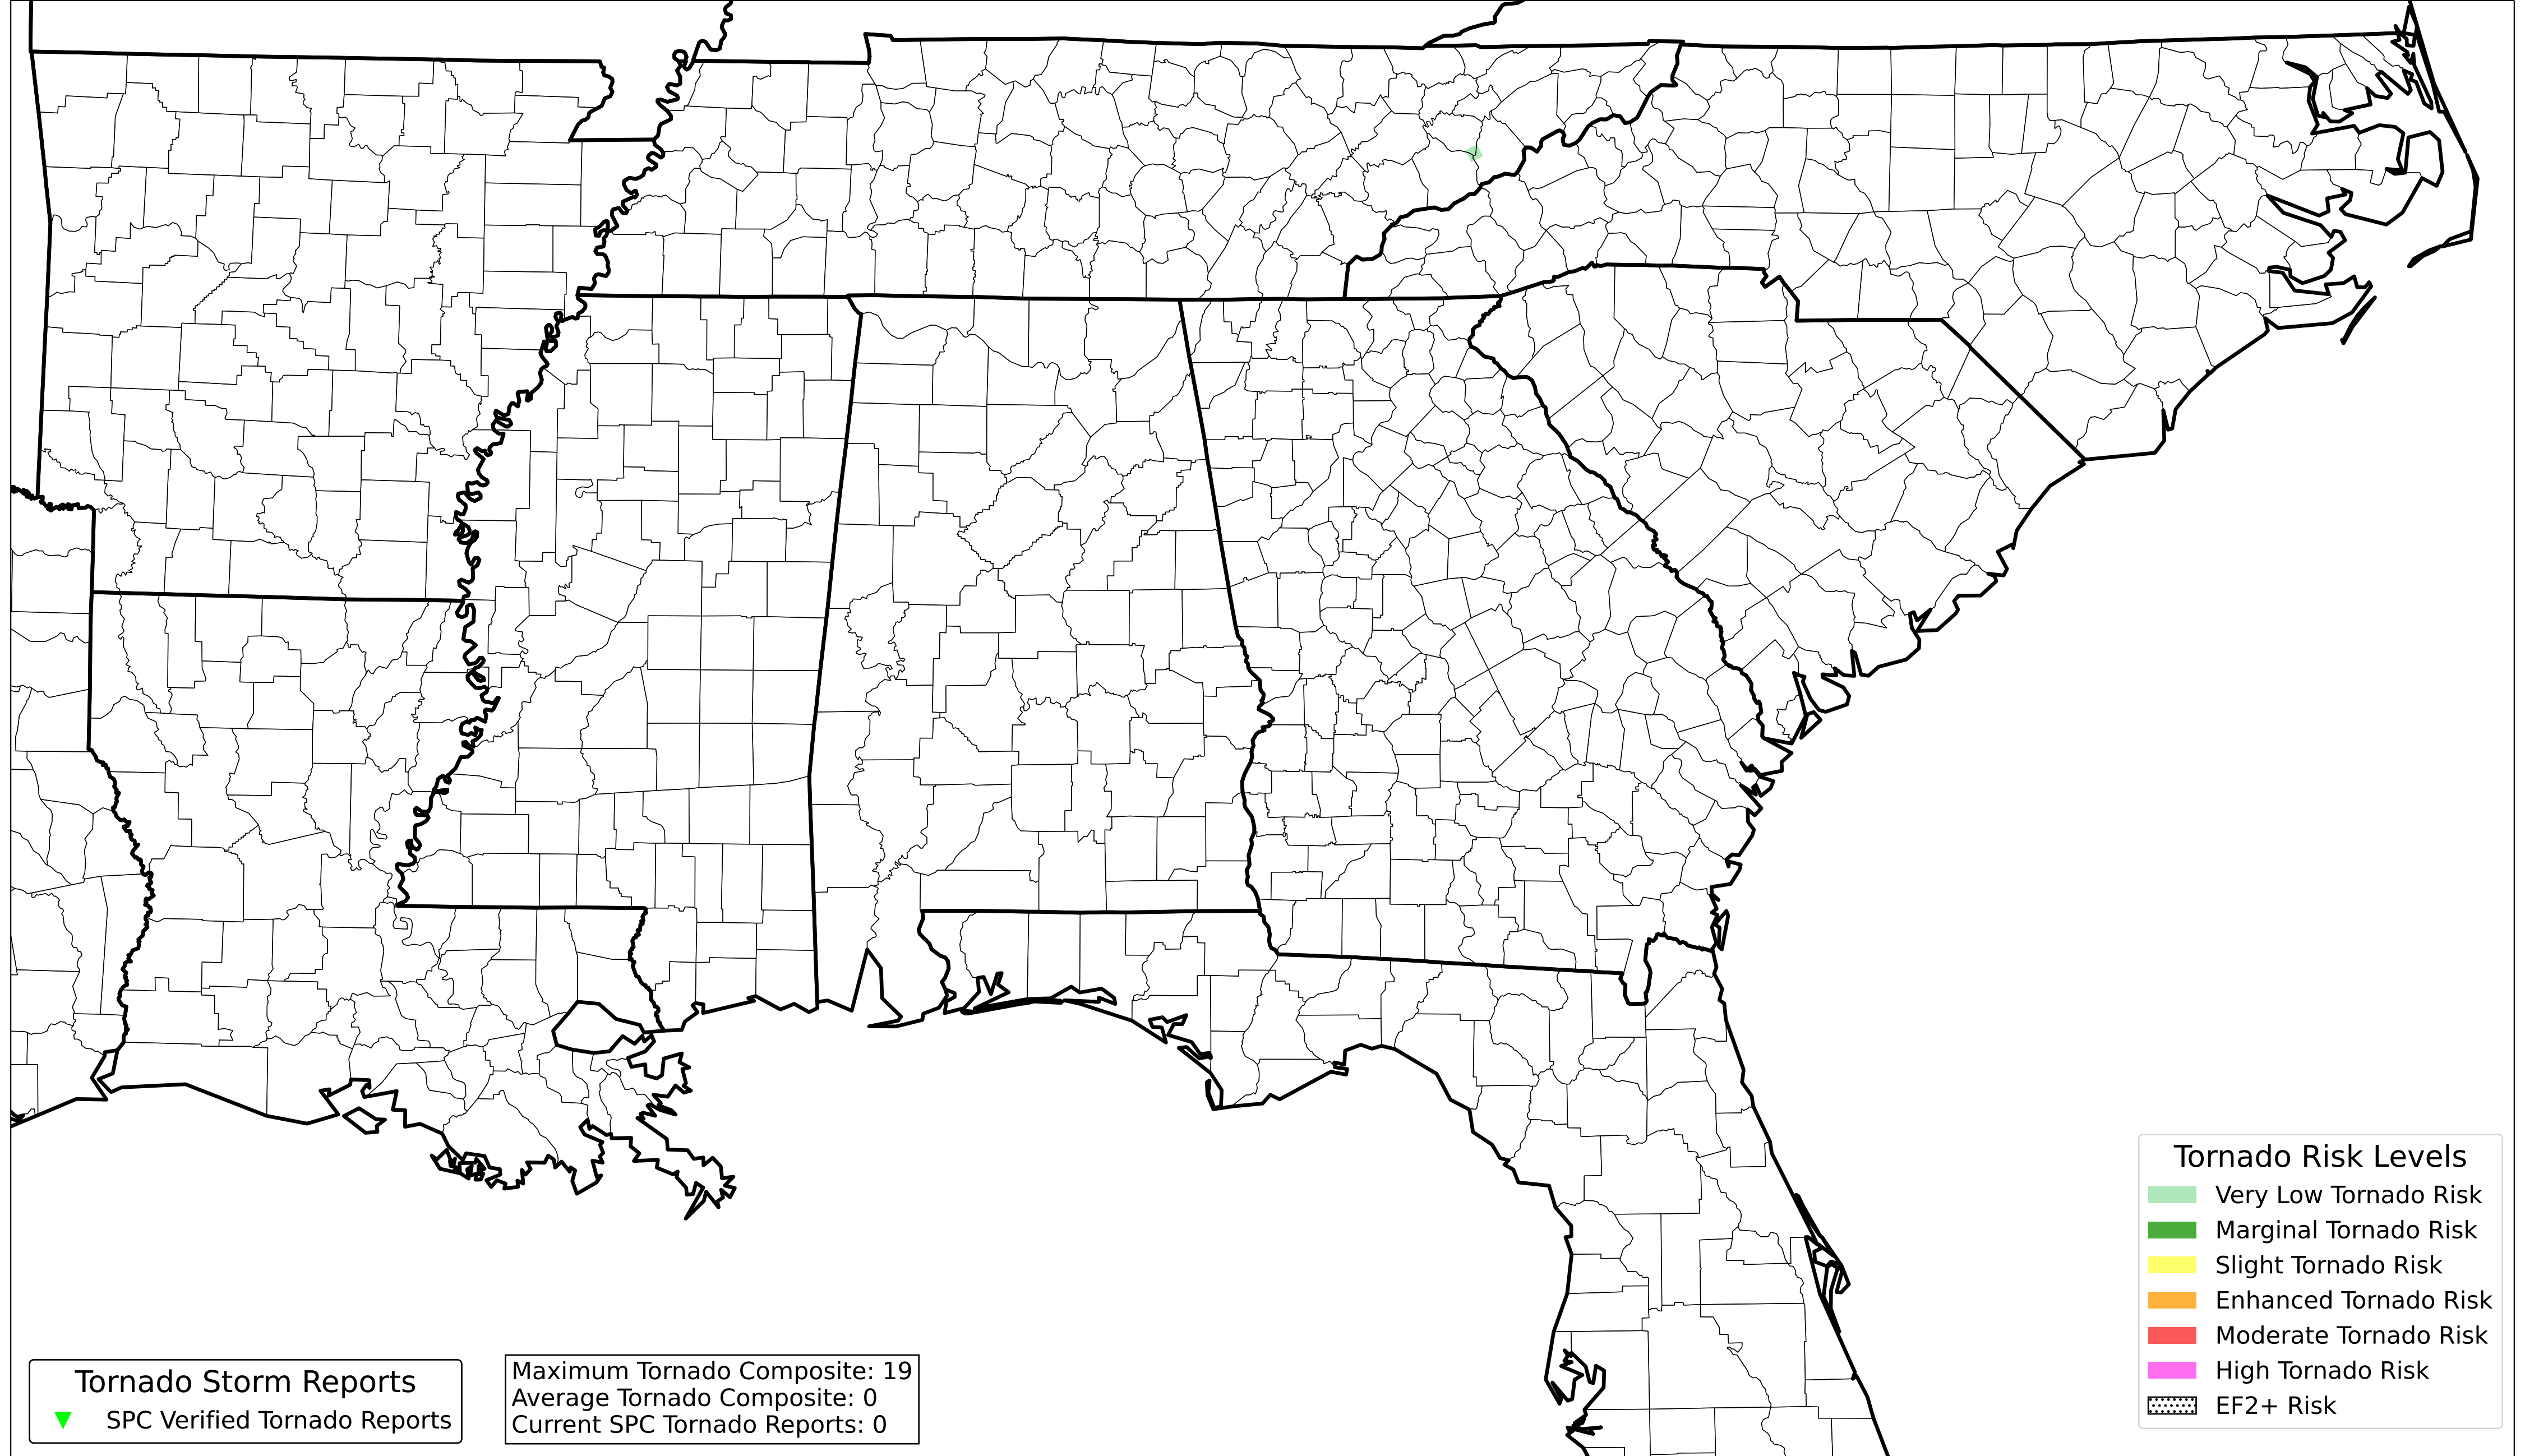 Tornado Risk Levels
Very Low Tornado Risk
Marginal Tornado Risk
Slight Tornado Risk
Enhanced Tornado Risk
Moderate Tornado Risk
High Tornado Risk
EF2+ Risk
Tornado Storm Reports
SPC Verified Tornado Reports
Maximum Tornado Composite: 19
Average Tornado Composite: 0
Current SPC Tornado Reports: 0